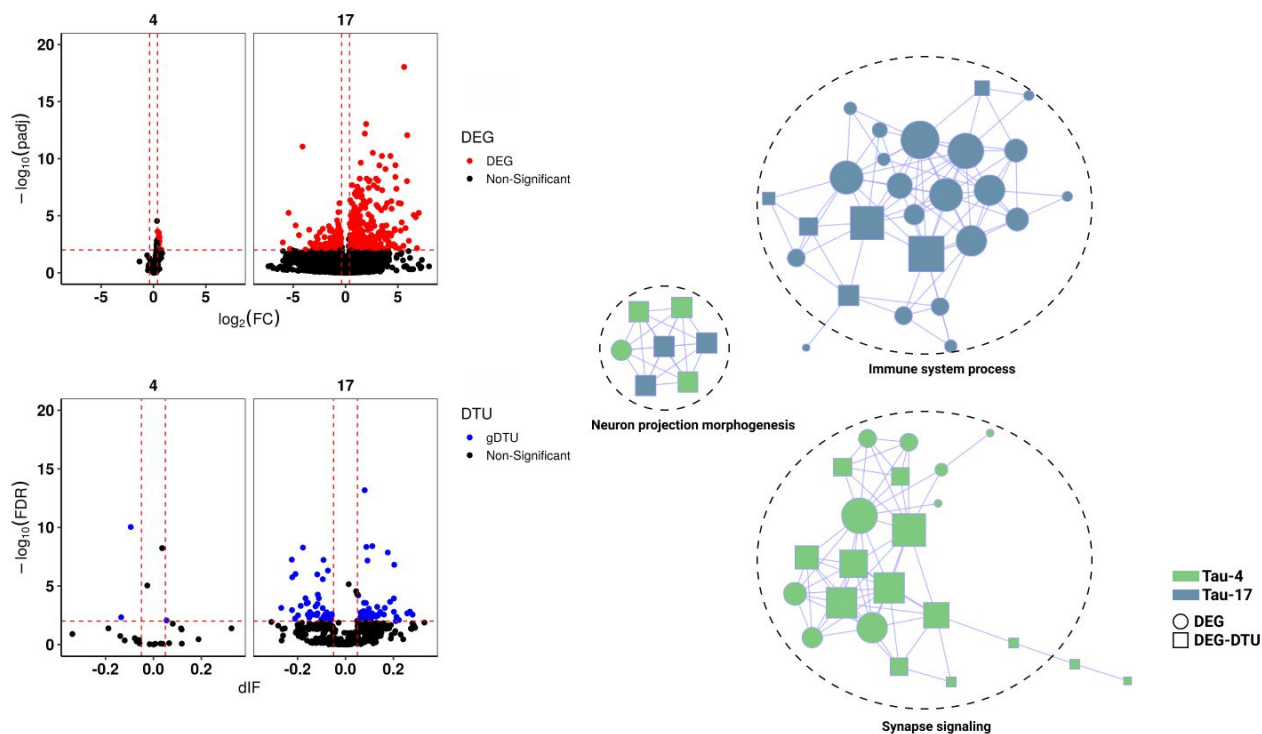 4
17
20
15
10
5
0
−log10(padj)
-5
0
5
-5
0
5
log2(FC)
DEG
DEG
Non-Significant
4
17
20
15
10
5
0
−log10(FDR)
-0.2
0.0
0.2
-0.2
0.0
0.2
dIF
DTU
gDTU
Non-Significant
Immune system process
Neuron projection morphogenesis
Synapse signaling
Tau-4
Tau-17
DEG
DEG-DTU